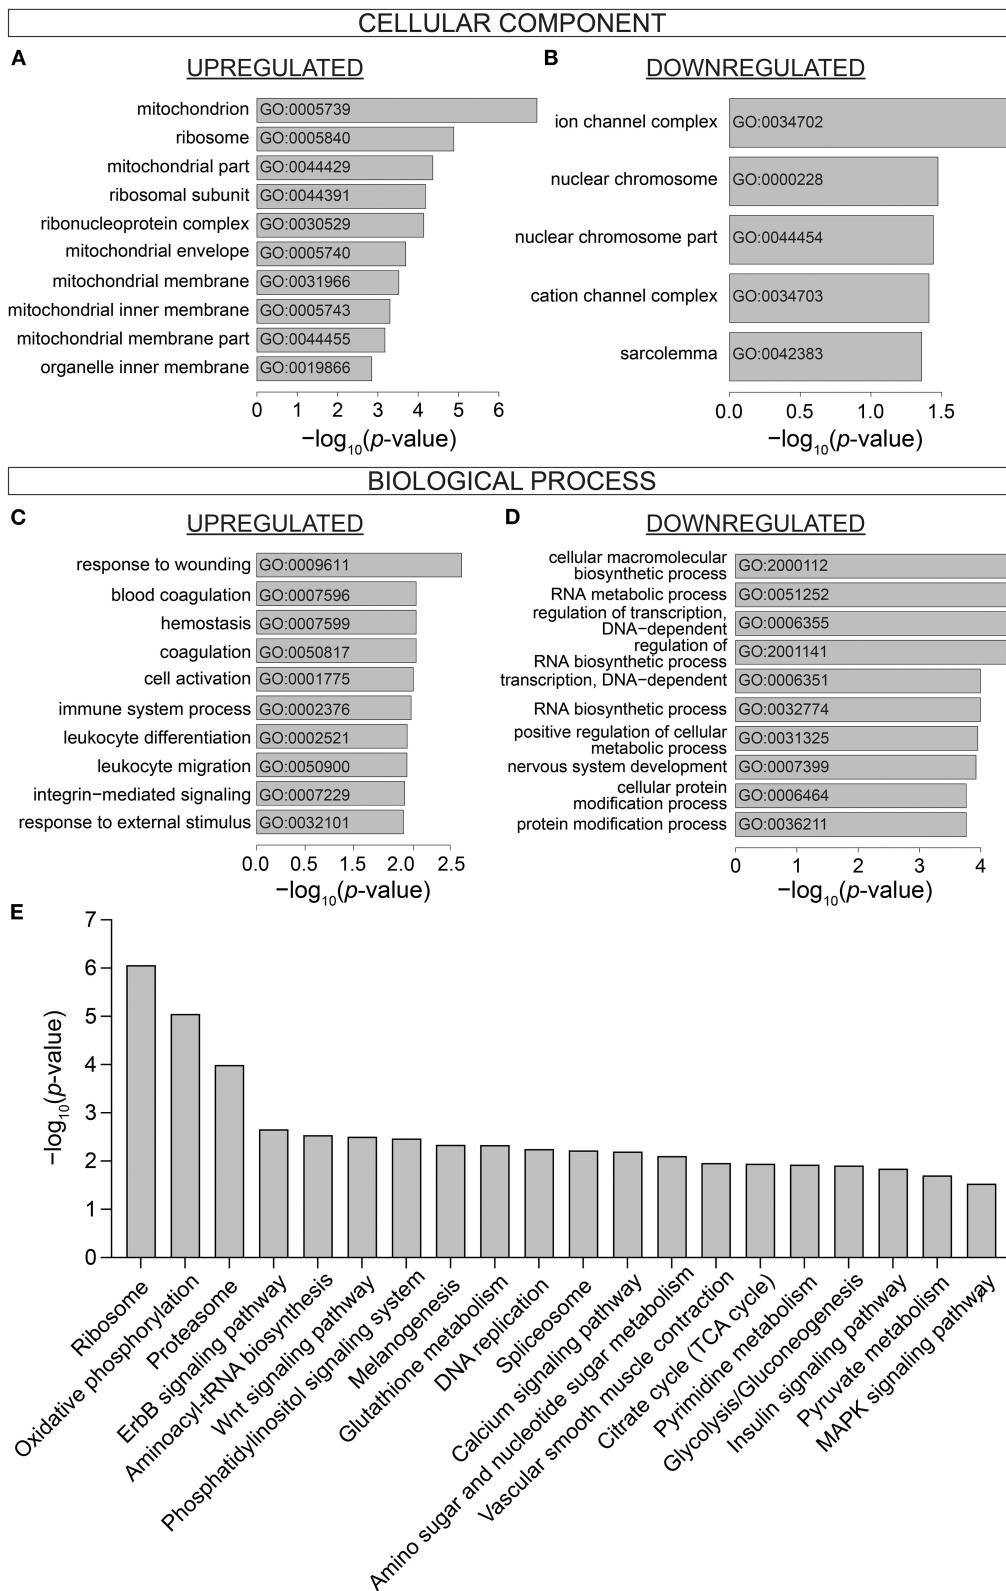 CELLULAR COMPONENT
A
UPREGULATED
mitochondrion GO:0005739
ribosome GO:0005840
mitochondrial part GO:0044429
ribosomal subunit GO:0044391
ribonucleoprotein complex GO:0030529
mitochondrial envelope GO:0005740
mitochondrial membrane GO:0031966
mitochondrial inner membrane GO:0005743
mitochondrial membrane part GO:0044455
organelle inner membrane GO:0019866
0 1 2 3 4 5 6
−log10(p-value)
B
DOWNREGULATED
ion channel complex GO:0034702
nuclear chromosome GO:0000228
nuclear chromosome part GO:0044454
cation channel complex GO:0034703
sarcolemma GO:0042383
0.0 0.5 1.0 1.5
−log10(p-value)
BIOLOGICAL PROCESS
C
UPREGULATED
response to wounding GO:0009611
blood coagulation GO:0007596
hemostasis GO:0007599
coagulation GO:0050817
cell activation GO:0001775
immune system process GO:0002376
leukocyte differentiation GO:0002521
leukocyte migration GO:0050900
integrin−mediated signaling GO:0007229
response to external stimulus GO:0032101
0.0 0.5 1.5 2.0 2.5
−log10(p-value)
D
DOWNREGULATED
cellular macromolecular
biosynthetic process GO:2000112
RNA metabolic process GO:0051252
regulation of transcription,
DNA−dependent GO:0006355
regulation of
RNA biosynthetic process GO:2001141
transcription, DNA−dependent GO:0006351
RNA biosynthetic process GO:0032774
positive regulation of cellular
metabolic process GO:0031325
nervous system development GO:0007399
cellular protein
modification process GO:0006464
protein modification process GO:0036211
0 1 2 3 4
−log10(p-value)
E
−log10(p-value)
7
6
5
4
3
2
1
0
Ribosome
Oxidative phosphorylation
Proteasome
ErbB signaling pathway
Aminoacyl-tRNA biosynthesis
Wnt signaling pathway
Phosphatidylinositol signaling system
Melanogenesis
Glutathione metabolism
DNA replication
Spliceosome
Calcium signaling pathway
Amino sugar and nucleotide sugar metabolism
Vascular smooth muscle contraction
Citrate cycle (TCA cycle)
Pyrimidine metabolism
Glycolysis/Gluconeogenesis
Insulin signaling pathway
Pyruvate metabolism
MAPK signaling pathway